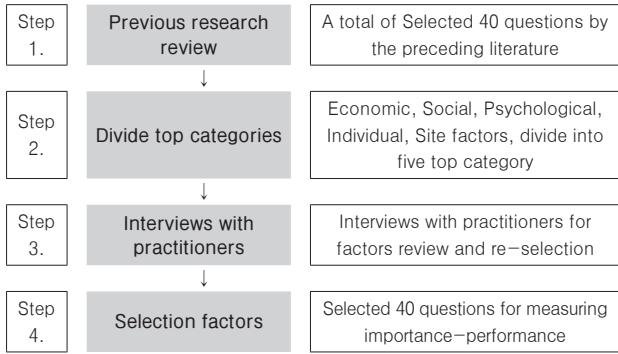 Step
1.
Previous research
review
A total of Selected 40 questions by
the preceding literature
↓
Step
2.
Divide top categories
Economic, Social, Psychological,
Individual, Site factors, divide into
five top category
↓
Step
3.
Interviews with
practitioners
Interviews with practitioners for
factors review and re-selection
↓
Step
4.
Selection factors
Selected 40 questions for measuring
importance-performance